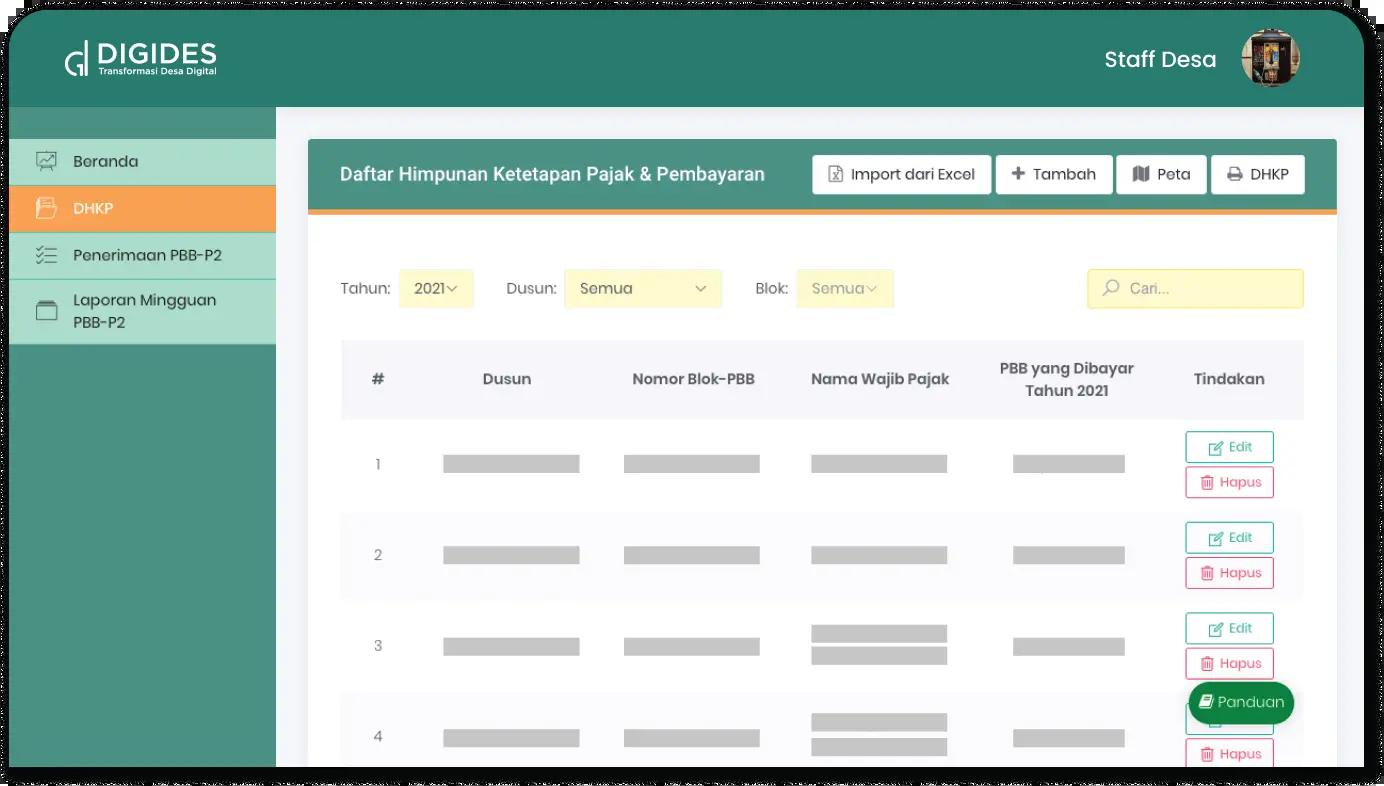 DIGIDES
Transformasi Desa Digital
Staff Desa
Beranda
DHKP
Penerimaan PBB-P2
Laporan Mingguan
PBB-P2
Daftar Himpunan Ketetapan Pajak & Pembayaran
Import dari Excel
Tambah
Peta
DHKP
Tahun: 2021 Dusun: Semua Blok: Semua Cari...
# Dusun Nomor Blok-PBB Nama Wajib Pajak PBB yang Dibayar Tahun 2021 Tindakan
1 Edit
Hapus
2 Edit
Hapus
3 Edit
Hapus
Panduan
4
Hapus